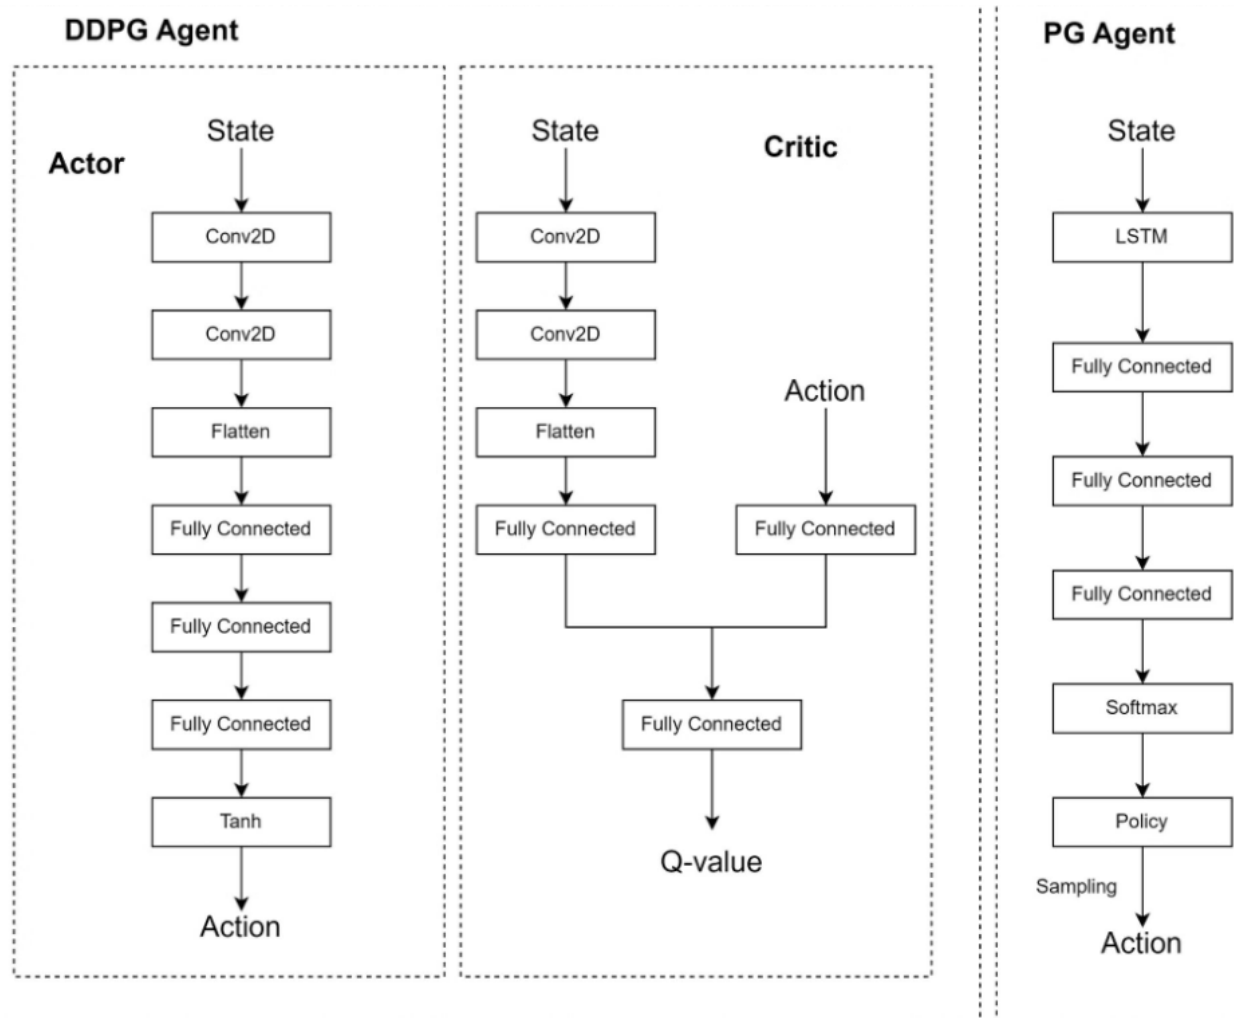 DDPG Agent
Actor
State
Conv2D
Conv2D
Flatten
Fully Connected
Fully Connected
Fully Connected
Tanh
Action
Critic
State
Conv2D
Conv2D
Flatten
Fully Connected
Action
Fully Connected
Fully Connected
Q-value
PG Agent
State
LSTM
Fully Connected
Fully Connected
Fully Connected
Softmax
Policy
Sampling
Action